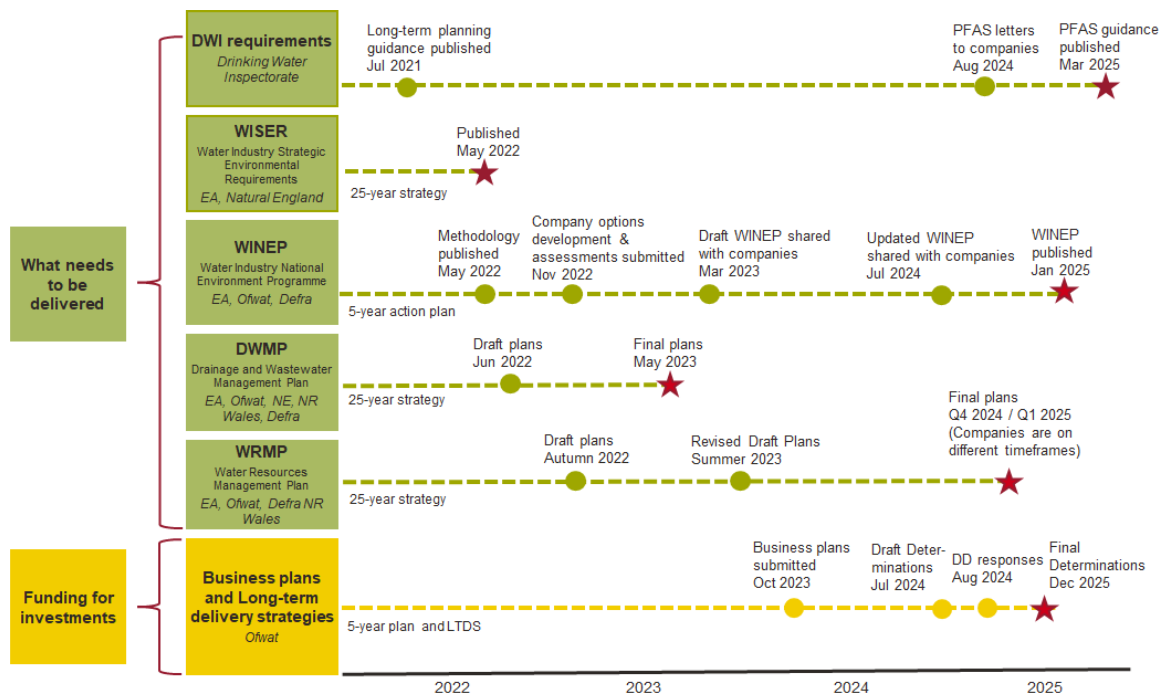 What needs
to be
delivered
DWI requirements
Drinking Water
Inspectorate
Long-term planning
guidance published
Jul 2021
PFAS letters
to companies
Aug 2024
PFAS guidance
published
Mar 2025
WISER
Water Industry Strategic
Environmental
Requirements
EA, Natural England
Published
May 2022
25-year strategy
WINEP
Water Industry National
Environment Programme
EA, Ofwat, Defra
Methodology
published
May 2022
Company options
development &
assessments submitted
Nov 2022
Draft WINEP shared
with companies
Mar 2023
Updated WINEP
shared with companies
Jul 2024
WINEP
published
Jan 2025
5-year action plan
DWMP
Drainage and Wastewater
Management Plan
EA, Ofwat, NE, NR
Wales, Defra
Draft plans
Jun 2022
Final plans
May 2023
25-year strategy
WRMP
Water Resources
Management Plan
EA, Ofwat, Defra NR
Wales
Draft plans
Autumn 2022
Revised Draft Plans
Summer 2023
Final plans
Q4 2024 / Q1 2025
(Companies are on
different timeframes)
25-year strategy
Funding for
investments
Business plans
and Long-term
delivery strategies
Ofwat
Business plans
submitted
Oct 2023
Draft Deter-
minations
Jul 2024
DD responses
Aug 2024
Final
Determinations
Dec 2025
5-year plan and LTDS
2022
2023
2024
2025